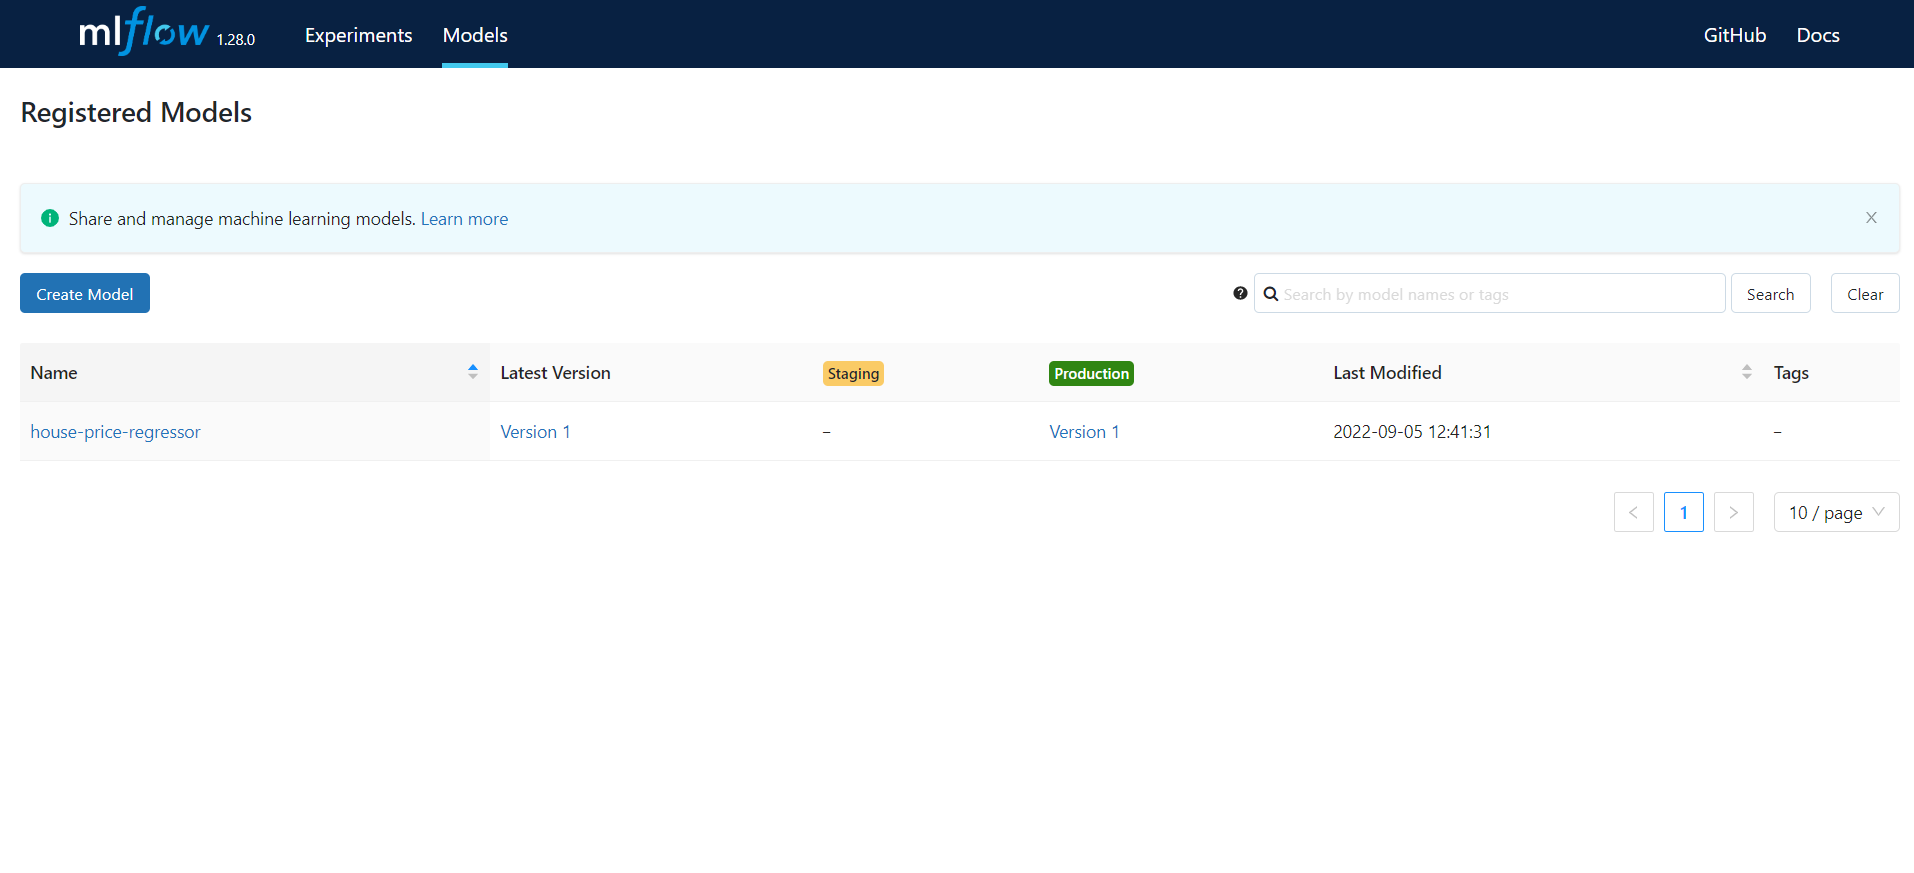 mlflow 1.28.0 Experiments Models GitHub Docs
Registered Models
Share and manage machine learning models. Learn more
Create Model Search by model names or tags Search Clear
Name Latest Version Staging Production Last Modified Tags
house-price-regressor Version 1 – Version 1 2022-09-05 12:41:31 –
1 10 / page